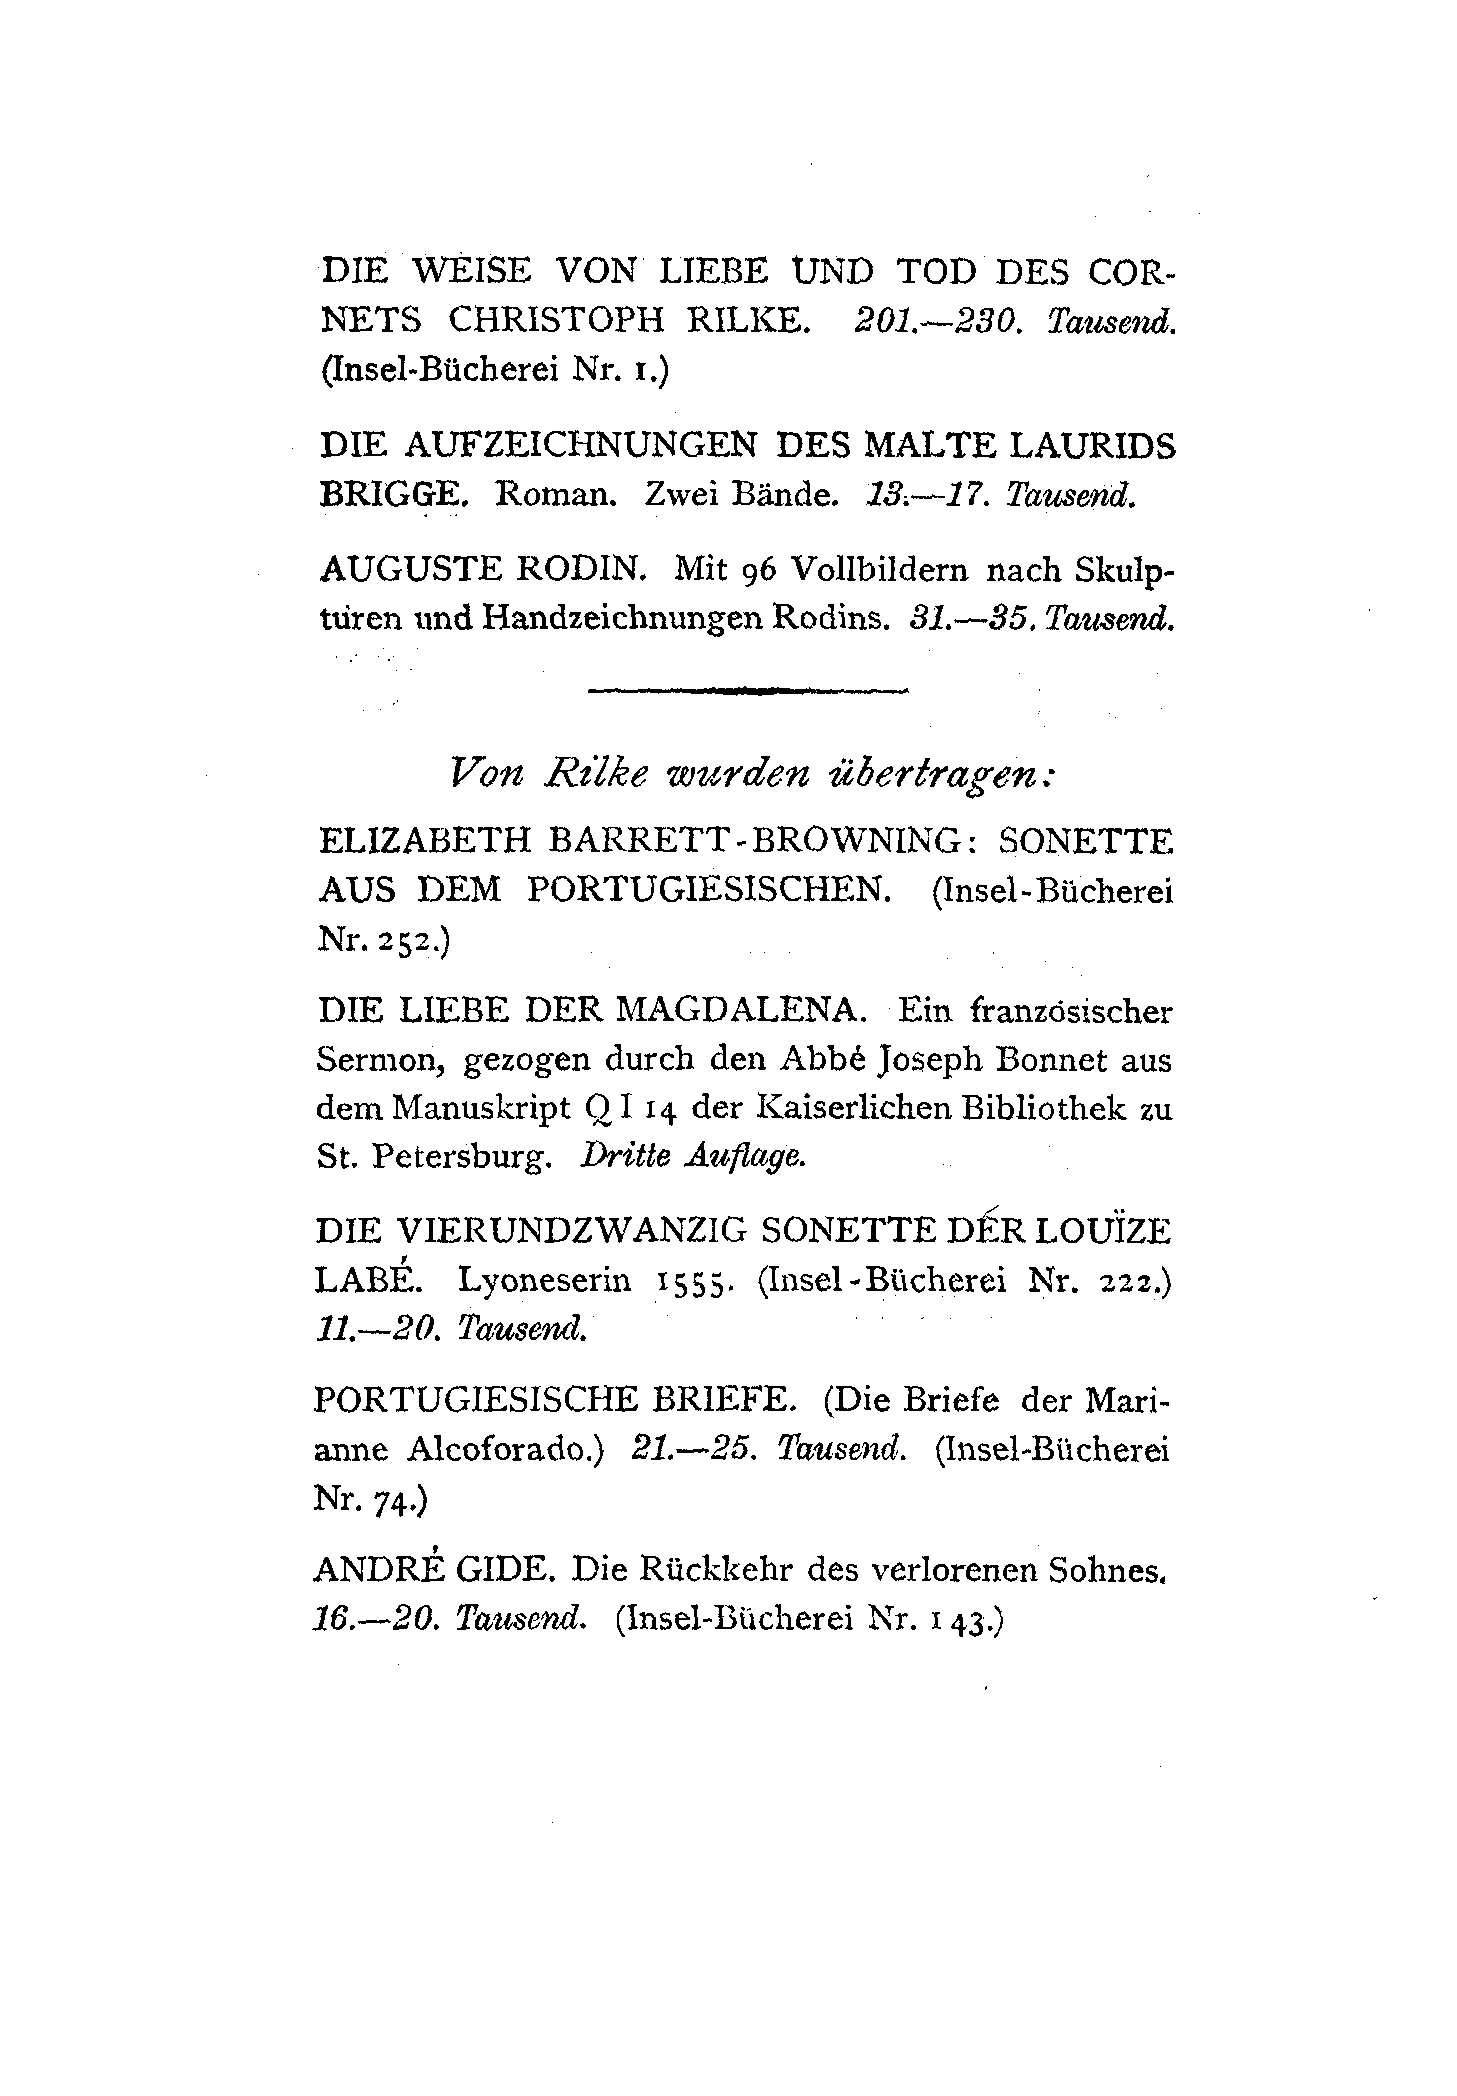 DIE WEISE VON LIEBE UND TOD DES COR-
NETS CHRISTOPH RILKE. 201.—230. Tausend.
(Insel-Bücherei Nr. 1.)
DIE AUFZEICHNUNGEN DES MALTE LAURIDS
BRIGGE. Roman. Zwei Bände. 13.—17. Tausend.
AUGUSTE RODIN. Mit 96 Vollbildern nach Skulp-
turen und Handzeichnungen Rodins. 31.—35. Tausend.
Von Rilke wurden übertragen:
ELIZABETH BARRETT-BROWNING: SONETTE
AUS DEM PORTUGIESISCHEN. (Insel-Bücherei
Nr. 252.)
DIE LIEBE DER MAGDALENA. Ein französischer
Sermon, gezogen durch den Abbé Joseph Bonnet aus
dem Manuskript Q I 14 der Kaiserlichen Bibliothek zu
St. Petersburg. Dritte Auflage.
DIE VIERUNDZWANZIG SONETTE DÉR LOUÏZE
LABÉ. Lyoneserin 1555. (Insel-Bücherei Nr. 222.)
11.—20. Tausend.
PORTUGIESISCHE BRIEFE. (Die Briefe der Mari-
anne Alcoforado.) 21.—25. Tausend. (Insel-Bücherei
Nr. 74.)
ANDRÉ GIDE. Die Rückkehr des verlorenen Sohnes.
16.—20. Tausend. (Insel-Bücherei Nr. 143.)